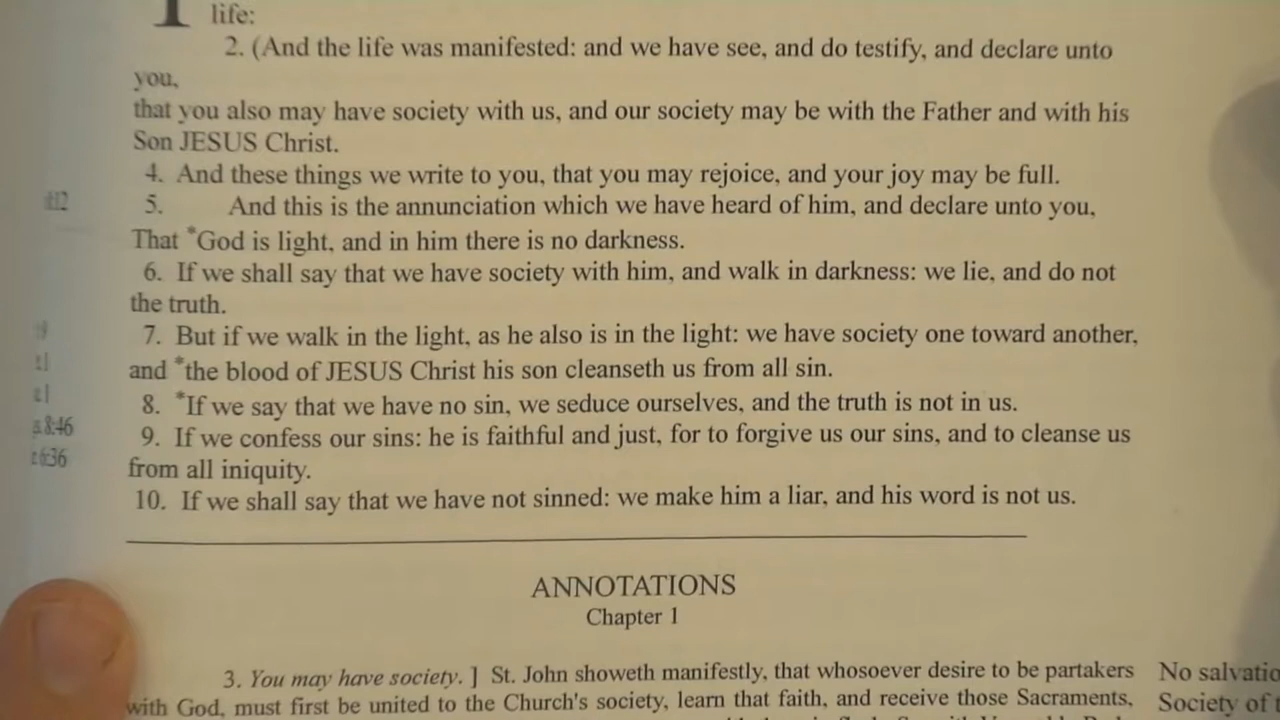 life:
2. (And the life was manifested: and we have see, and do testify, and declare unto
you,
that you also may have society with us, and our society may be with the Father and with his
Son JESUS Christ.
4. And these things we write to you, that you may rejoice, and your joy may be full.
5. And this is the annunciation which we have heard of him, and declare unto you,
That *God is light, and in him there is no darkness.
6. If we shall say that we have society with him, and walk in darkness: we lie, and do not
the truth.
7. But if we walk in the light, as he also is in the light: we have society one toward another,
and *the blood of JESUS Christ his son cleanseth us from all sin.
8. *If we say that we have no sin, we seduce ourselves, and the truth is not in us.
8:46
9. If we confess our sins: he is faithful and just, for to forgive us our sins, and to cleanse us
6:36
from all iniquity.
10. If we shall say that we have not sinned: we make him a liar, and his word is not us.
ANNOTATIONS
Chapter 1
3. You may have society. ] St. John showeth manifestly, that whosoever desire to be partakers
with God, must first be united to the Church's society, learn that faith, and receive those Sacraments,
No
Society of